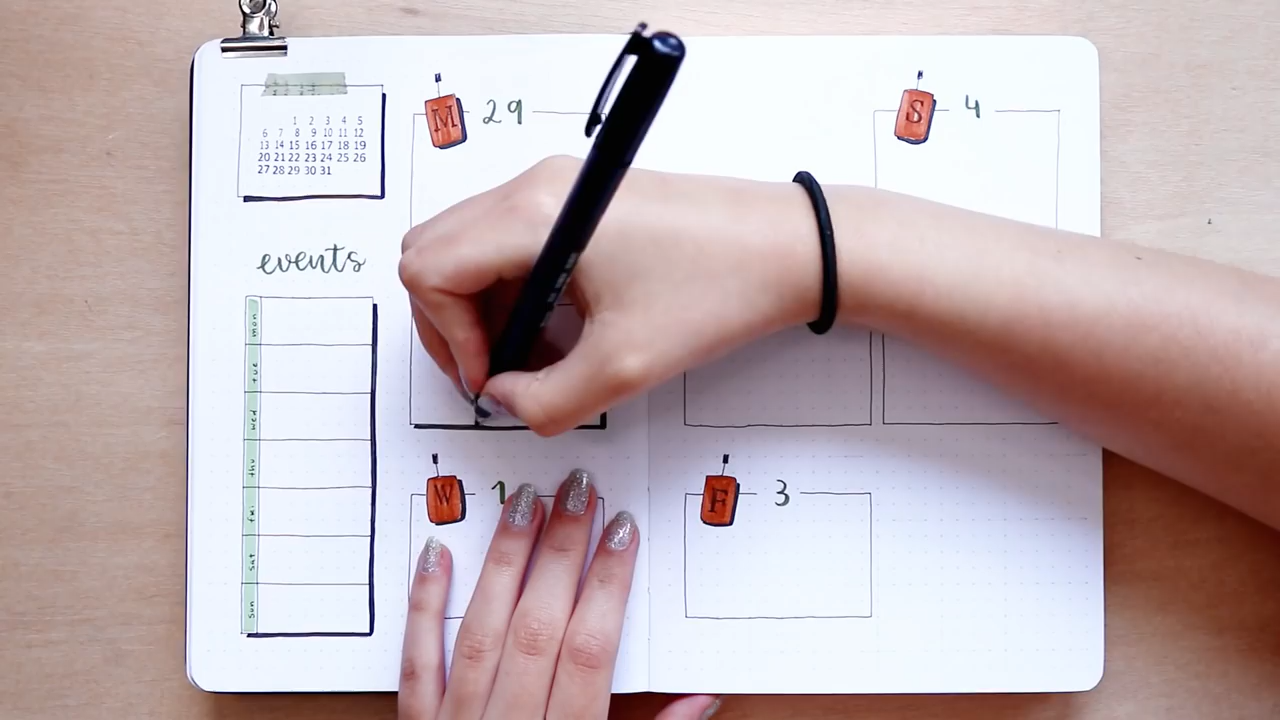 1 2 3 4 5
6 7 8 9 10 11 12
13 14 15 16 17 18 19
20 21 22 23 24 25 26
27 28 29 30 31
events
mon
tue
wed
thu
fri
sat
sun
M 29
W 1
F 3
S 4